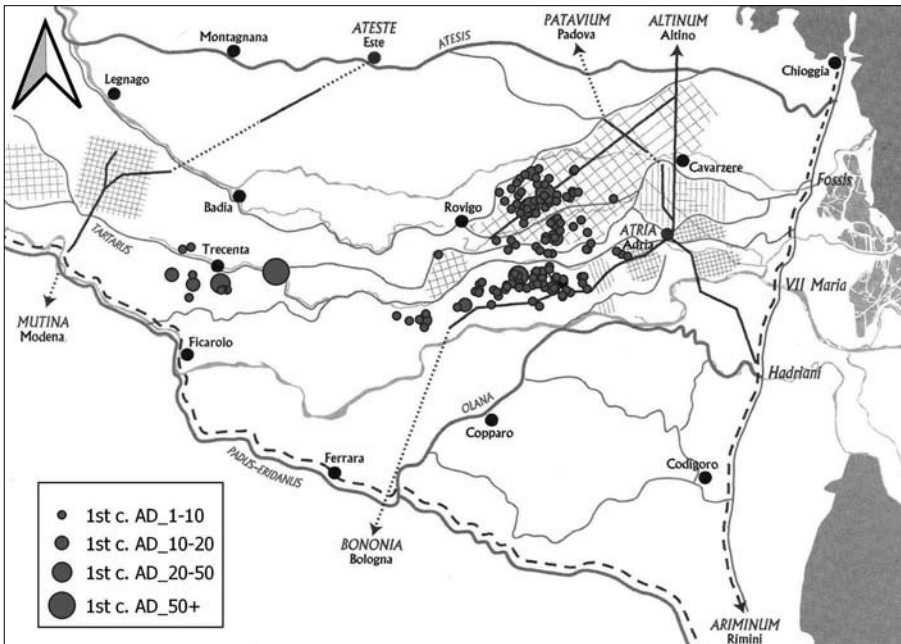 Montagnana
ATESTE
Este
ATESIS
PATAVIUM
Padova
ALTINUM
Altino
Chioggia
Legnago
Cavarzere
Fossis
Badia
Rovigo
ATRIA
Adria
TARTARUS
Trecenta
VII Maria
MUTINA
Modena
Ficarolo
Hadriani
OLANA
Copparo
PADUS-ERIDANUS
Ferrara
Codigoro
BONONIA
Bologna
ARIMINUM
Rimini
1st c. AD_1-10
1st c. AD_10-20
1st c. AD_20-50
1st c. AD_50+